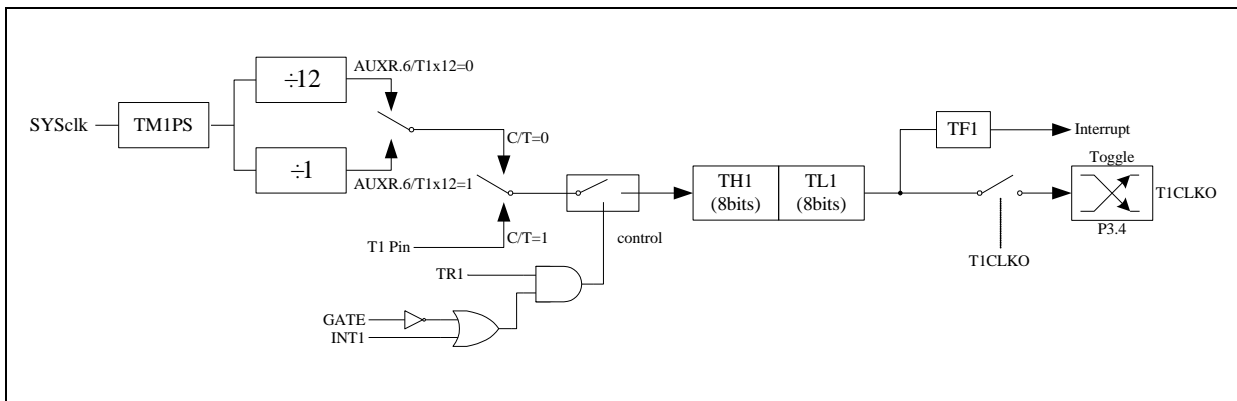 AUXR.6/T1x12=0
÷12
SYSclk
TM1PS
÷1
AUXR.6/T1x12=1
C/T=0
T1 Pin
C/T=1
TR1
GATE
INT1
control
TH1
(8bits)
TL1
(8bits)
TF1
Interrupt
Toggle
T1CLKO
P3.4
T1CLKO